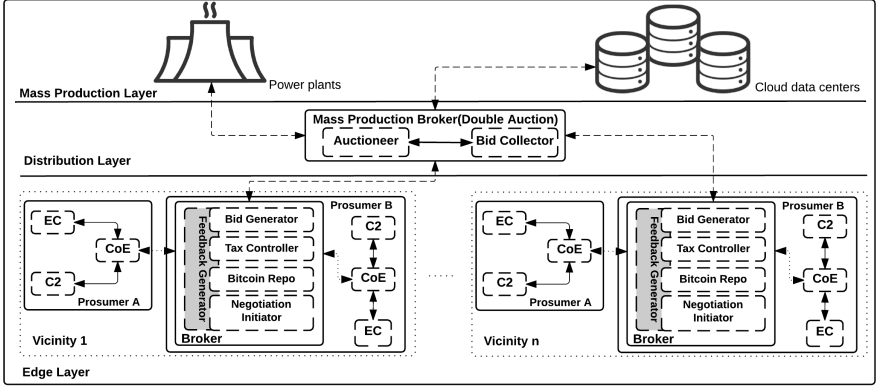 Power plants
Cloud data centers
Mass Production Layer
Mass Production Broker(Double Auction)
Auctioneer
Bid Collector
Distribution Layer
EC
CoE
C2
Prosumer A
Feedback Generator
Bid Generator
Tax Controller
Bitcoin Repo
Negotiation
Initiator
Broker
Prosumer B
C2
CoE
EC
Vicinity 1
EC
CoE
C2
Prosumer A
Feedback Generator
Bid Generator
Tax Controller
Bitcoin Repo
Negotiation
Initiator
Broker
Prosumer B
C2
CoE
EC
Vicinity n
Edge Layer